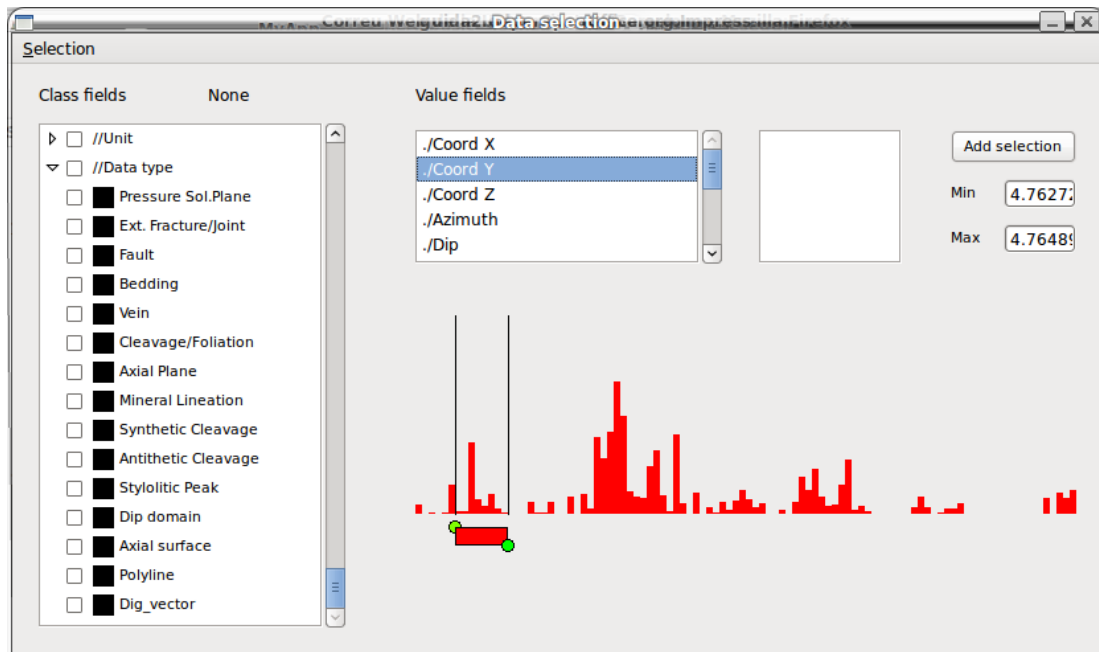 Data selection
Selection
Class fields None
Value fields
//Unit
//Data type
Pressure Sol.Plane
Ext. Fracture/Joint
Fault
Bedding
Vein
Cleavage/Foliation
Axial Plane
Mineral Lineation
Synthetic Cleavage
Antithetic Cleavage
Stylolitic Peak
Dip domain
Axial surface
Polyline
Dig_vector
./Coord X
./Coord Y
./Coord Z
./Azimuth
./Dip
Add selection
Min 4.7627
Max 4.7648